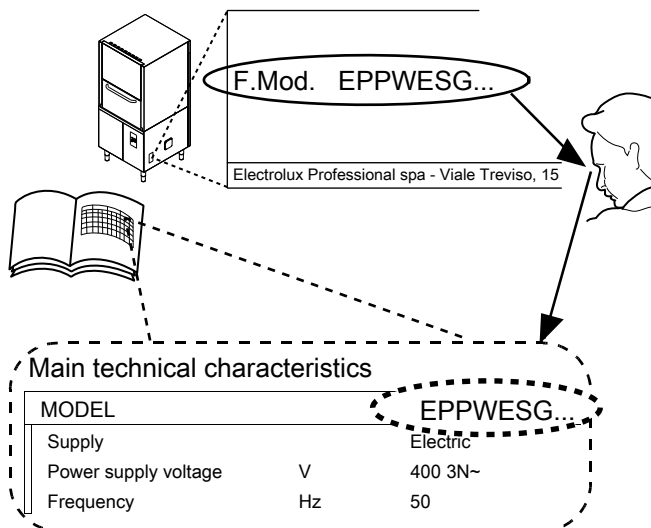 F.Mod. EPPWESG...
Electrolux Professional spa - Viale Treviso, 15
Main technical characteristics
MODEL EPPWESG...
Supply Electric
Power supply voltage V 400 3N~
Frequency Hz 50